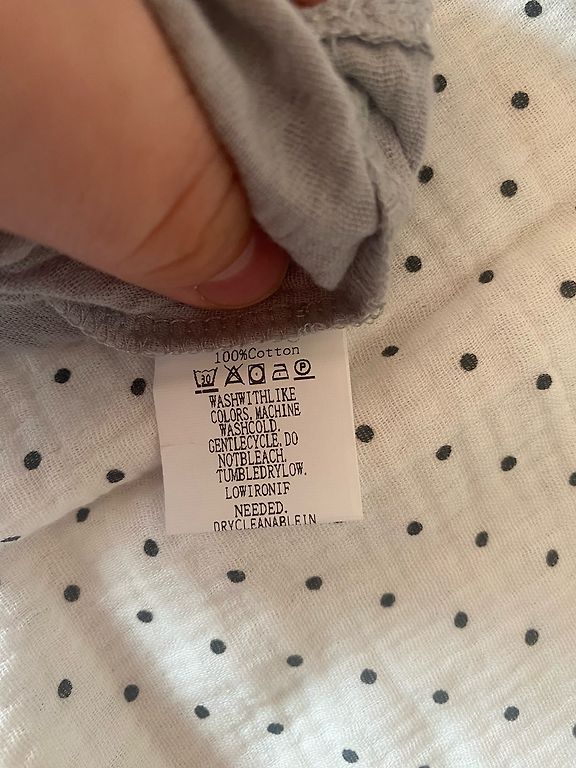 100%Cotton
30 P
WASHWITHLIKE
COLORS. MACHINE
WASHCOLD.
GENTLECYCLE. DO
NOTBLEACH.
TUMBLEDRYLOW.
LOWIRONIF
NEEDED.
DRYCLEANABLEIN